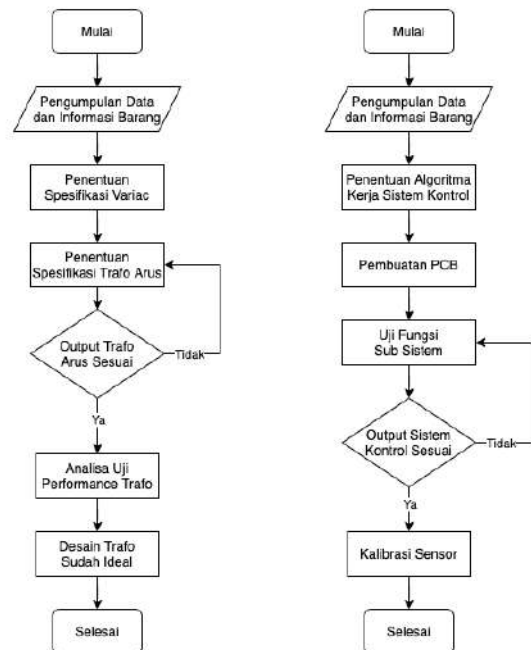 Mulai
Pengumpulan Data
dan Informasi Barang
Penentuan
Spesifikasi Variac
Penentuan
Spesifikasi Trafo Arus
Output Trafo
Arus Sesuai
Tidak
Ya
Analisa Uji
Performance Trafo
Desain Trafo
Sudah Ideal
Selesai
Mulai
Pengumpulan Data
dan Informasi Barang
Penentuan Algoritma
Kerja Sistem Kontrol
Pembuatan PCB
Uji Fungsi
Sub Sistem
Output Sistem
Kontrol Sesuai
Tidak
Ya
Kalibrasi Sensor
Selesai